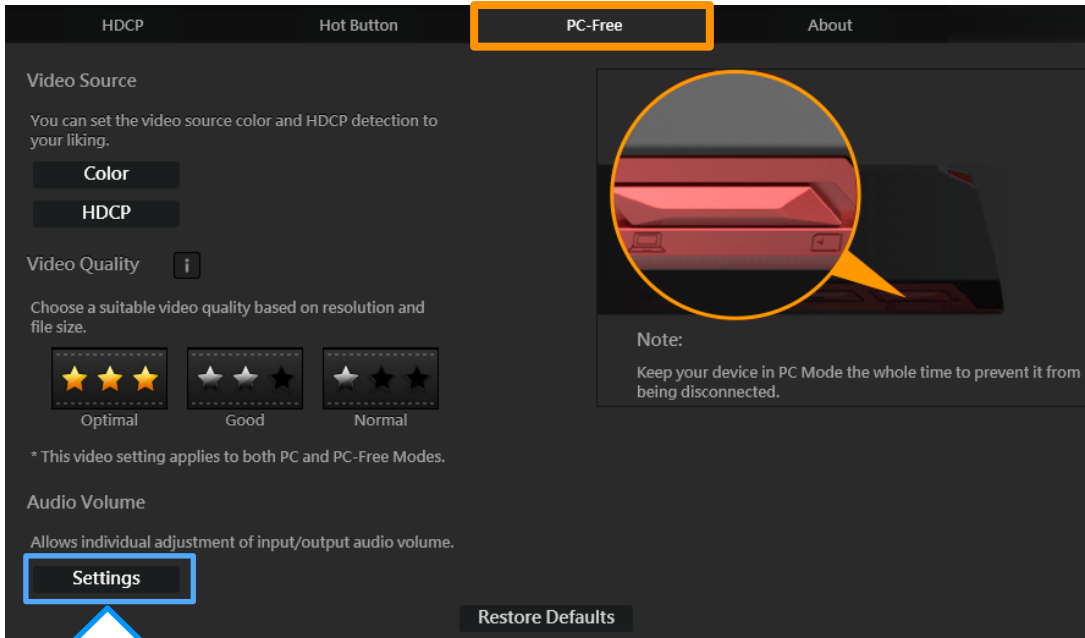 HDCP
Hot Button
PC-Free
About
Video Source
You can set the video source color and HDCP detection to
your liking.
Color
HDCP
Video Quality
i
Choose a suitable video quality based on resolution and
file size.
Optimal
Good
Normal
* This video setting applies to both PC and PC-Free Modes.
Audio Volume
Allows individual adjustment of input/output audio volume.
Settings
Note:
Keep your device in PC Mode the whole time to prevent it from
being disconnected.
Restore Defaults